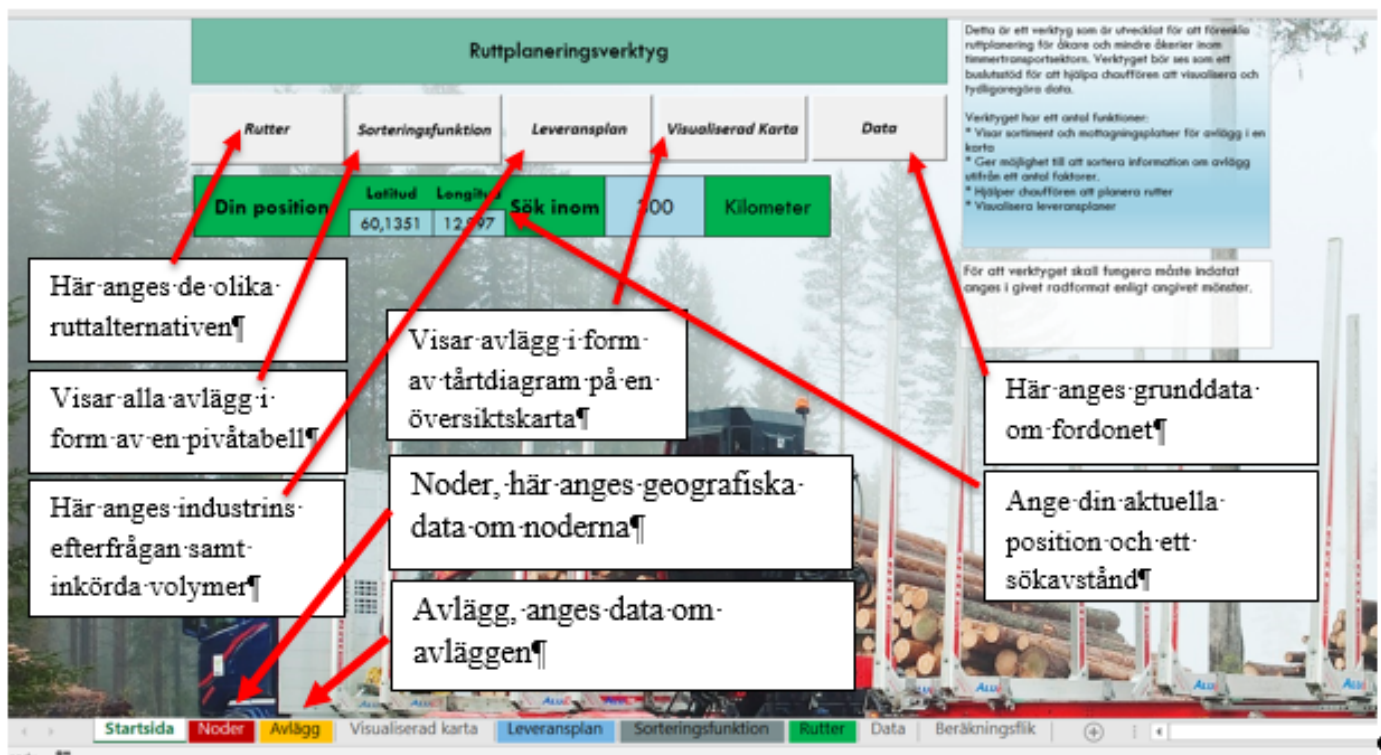 Ruttplaneringsverktyg
Detta är ett verktyg som är utvecklat för att förenkla
ruttplanering för åkare och mindre åkerier inom
timmertransportsektorn. Verktyget bör ses som ett
buslutsstöd för att hjälpa chauffören att visualisera och
tydligaregöra data.
Verktyget har ett antal funktioner:
* Visar sortiment och mottagningsplatser för avlägg i en
karta
* Ger möjlighet till att sortera information om avlägg
utifrån ett antal faktorer.
* Hjälper chauffören att planera rutter
* Visualisera leveransplaner
Rutter
Sorteringsfunktion
Leveransplan
Visualiserad Karta
Data
Din position
Latitud Longitud
60,1351
Sök inom
Kilometer
För att verktyget skall fungera måste indatat
anges i givet radformat enligt angivet mönster.
Här·anges·de·olika·
ruttalternativen¶
Visar·alla·avlägg·i·
form·av·en·pivåtabell¶
Här·anges·industrins·
efterfrågan·samt·
inkörda·volymer¶
Visar·avlägg·i·form·
av·tårtdiagram·på·en·
översiktskarta¶
Noder,·här·anges·geografiska·
data·om·noderna¶
Avlägg,·anges·data·om·
avläggen¶
Här·anges·grunddata·
om·fordonet¶
Ange·din·aktuella·
position·och·ett·
sökavstånd¶
Startsida Noder Avlägg Visualiserad karta Leveransplan Sorteringsfunktion Rutter Data Beräkningsflik